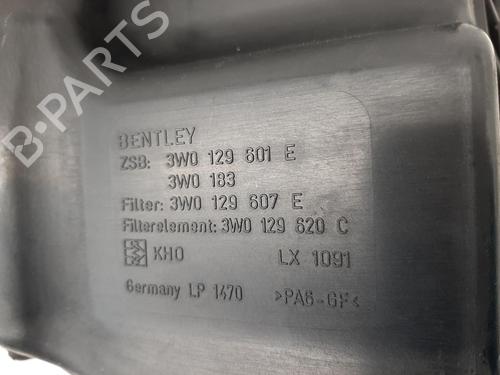 BENTLEY
ZSB: 3W0 129 601 E
3W0 183
Filter: 3W0 129 607 E
Filterelement: 3W0 129 620 C
KHO LX 1091
Germany LP 1470 >PA6-GF<
B-PARTS